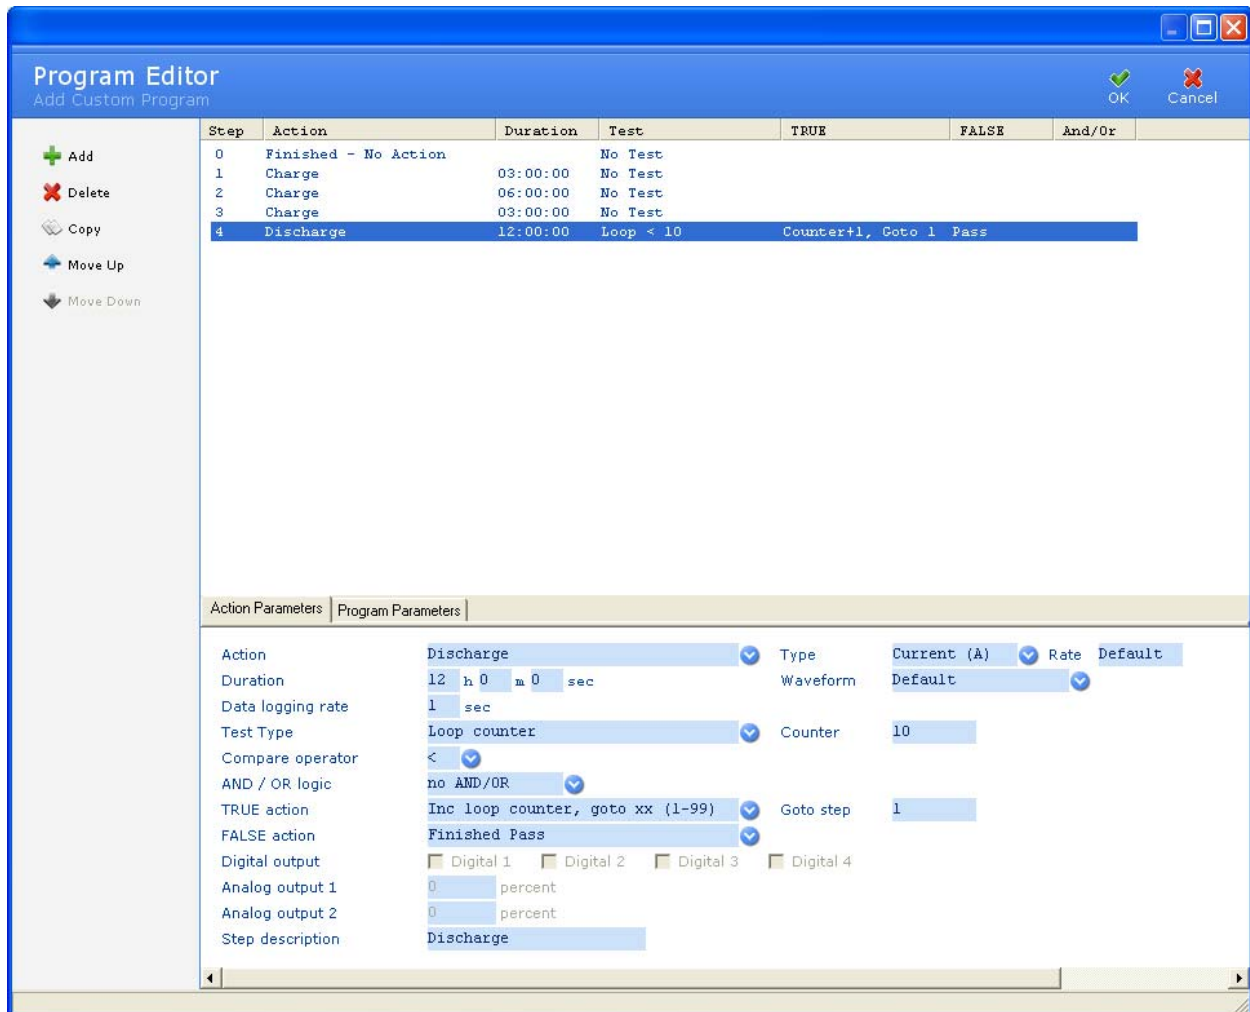 Program Editor
Add Custom Program
OK
Cancel
Add
Delete
Copy
Move Up
Move Down
Step Action Duration Test TRUE FALSE And/Or
0 Finished - No Action No Test
1 Charge 03:00:00 No Test
2 Charge 06:00:00 No Test
3 Charge 03:00:00 No Test
4 Discharge 12:00:00 Loop < 10 Counter+1, Goto 1 Pass
Action Parameters Program Parameters
Action Discharge Type Current (A) Rate Default
Duration 12 h 0 m 0 sec Waveform Default
Data logging rate 1 sec
Test Type Loop counter Counter 10
Compare operator <
AND / OR logic no AND/OR
TRUE action Inc loop counter, goto xx (1-99) Goto step 1
FALSE action Finished Pass
Digital output Digital 1 Digital 2 Digital 3 Digital 4
Analog output 1 0 percent
Analog output 2 0 percent
Step description Discharge